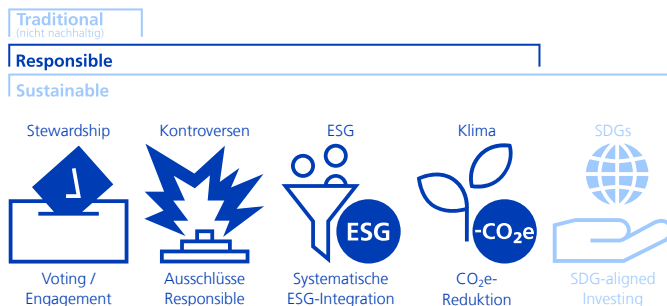 Traditional
(nicht nachhaltig)
Responsible
Sustainable
Stewardship
Kontroversen
ESG
Klima
SDGs
ESG
-CO₂e
Voting /
Engagement
Ausschlüsse
Responsible
Systematische
ESG-Integration
CO₂e-
Reduktion
SDG-aligned
Investing